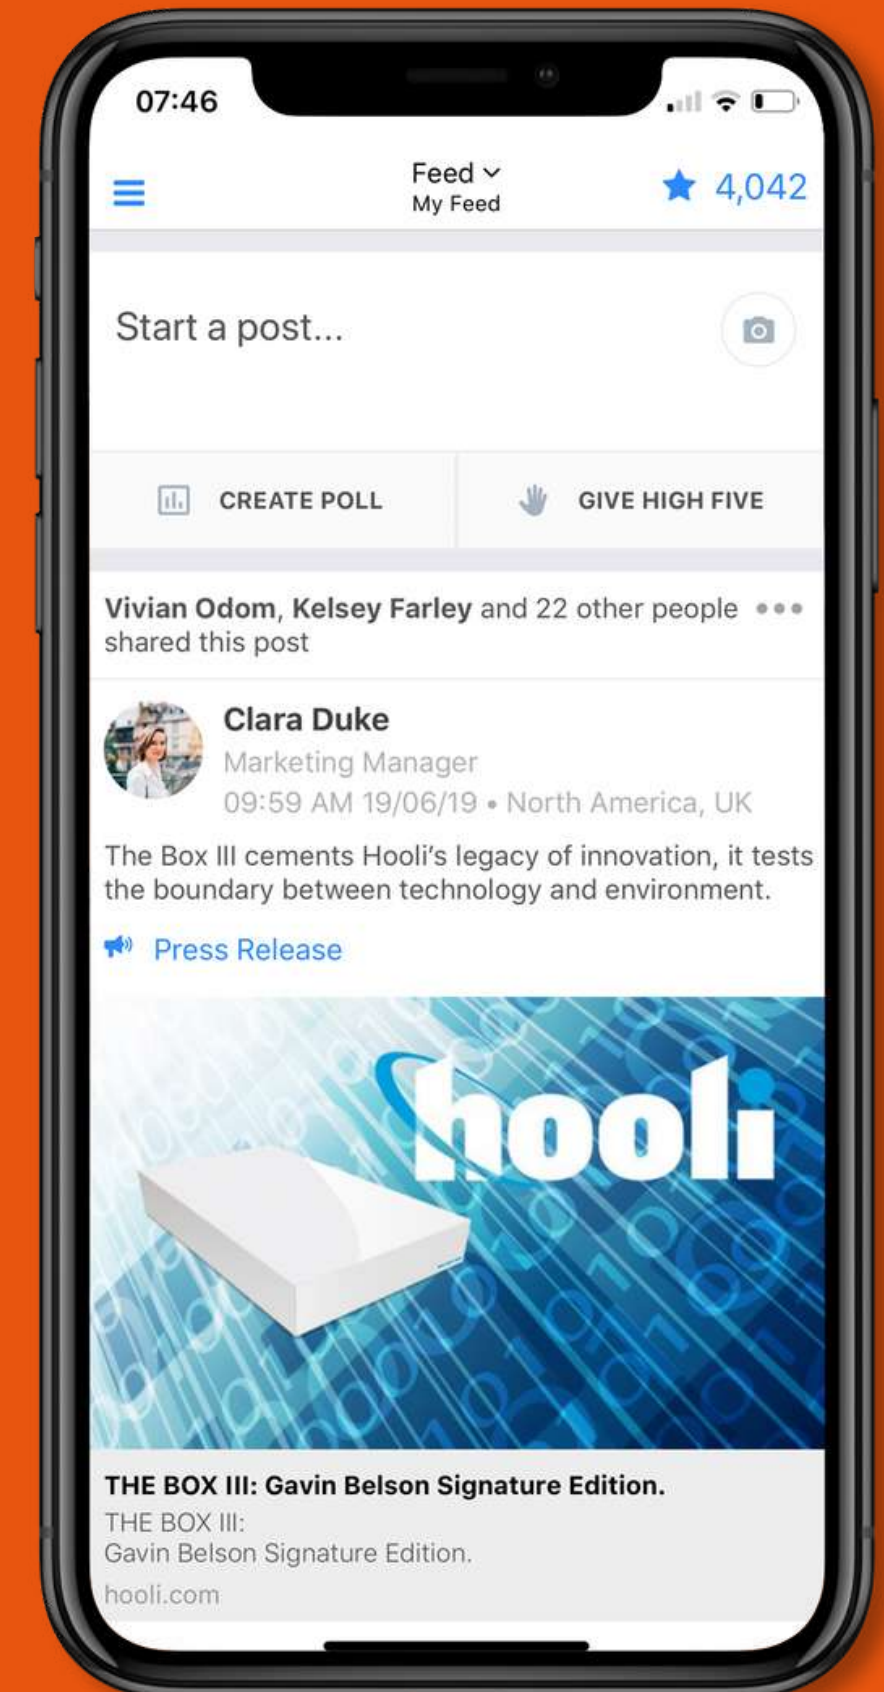 07:46
Feed
My Feed
4,042
Start a post...
CREATE POLL
GIVE HIGH FIVE
Vivian Odom, Kelsey Farley and 22 other people
shared this post
Clara Duke
Marketing Manager
09:59 AM 19/06/19 • North America, UK
The Box III cements Hooli's legacy of innovation, it tests
the boundary between technology and environment.
Press Release
hooli
THE BOX III: Gavin Belson Signature Edition.
THE BOX III:
Gavin Belson Signature Edition.
hooli.com